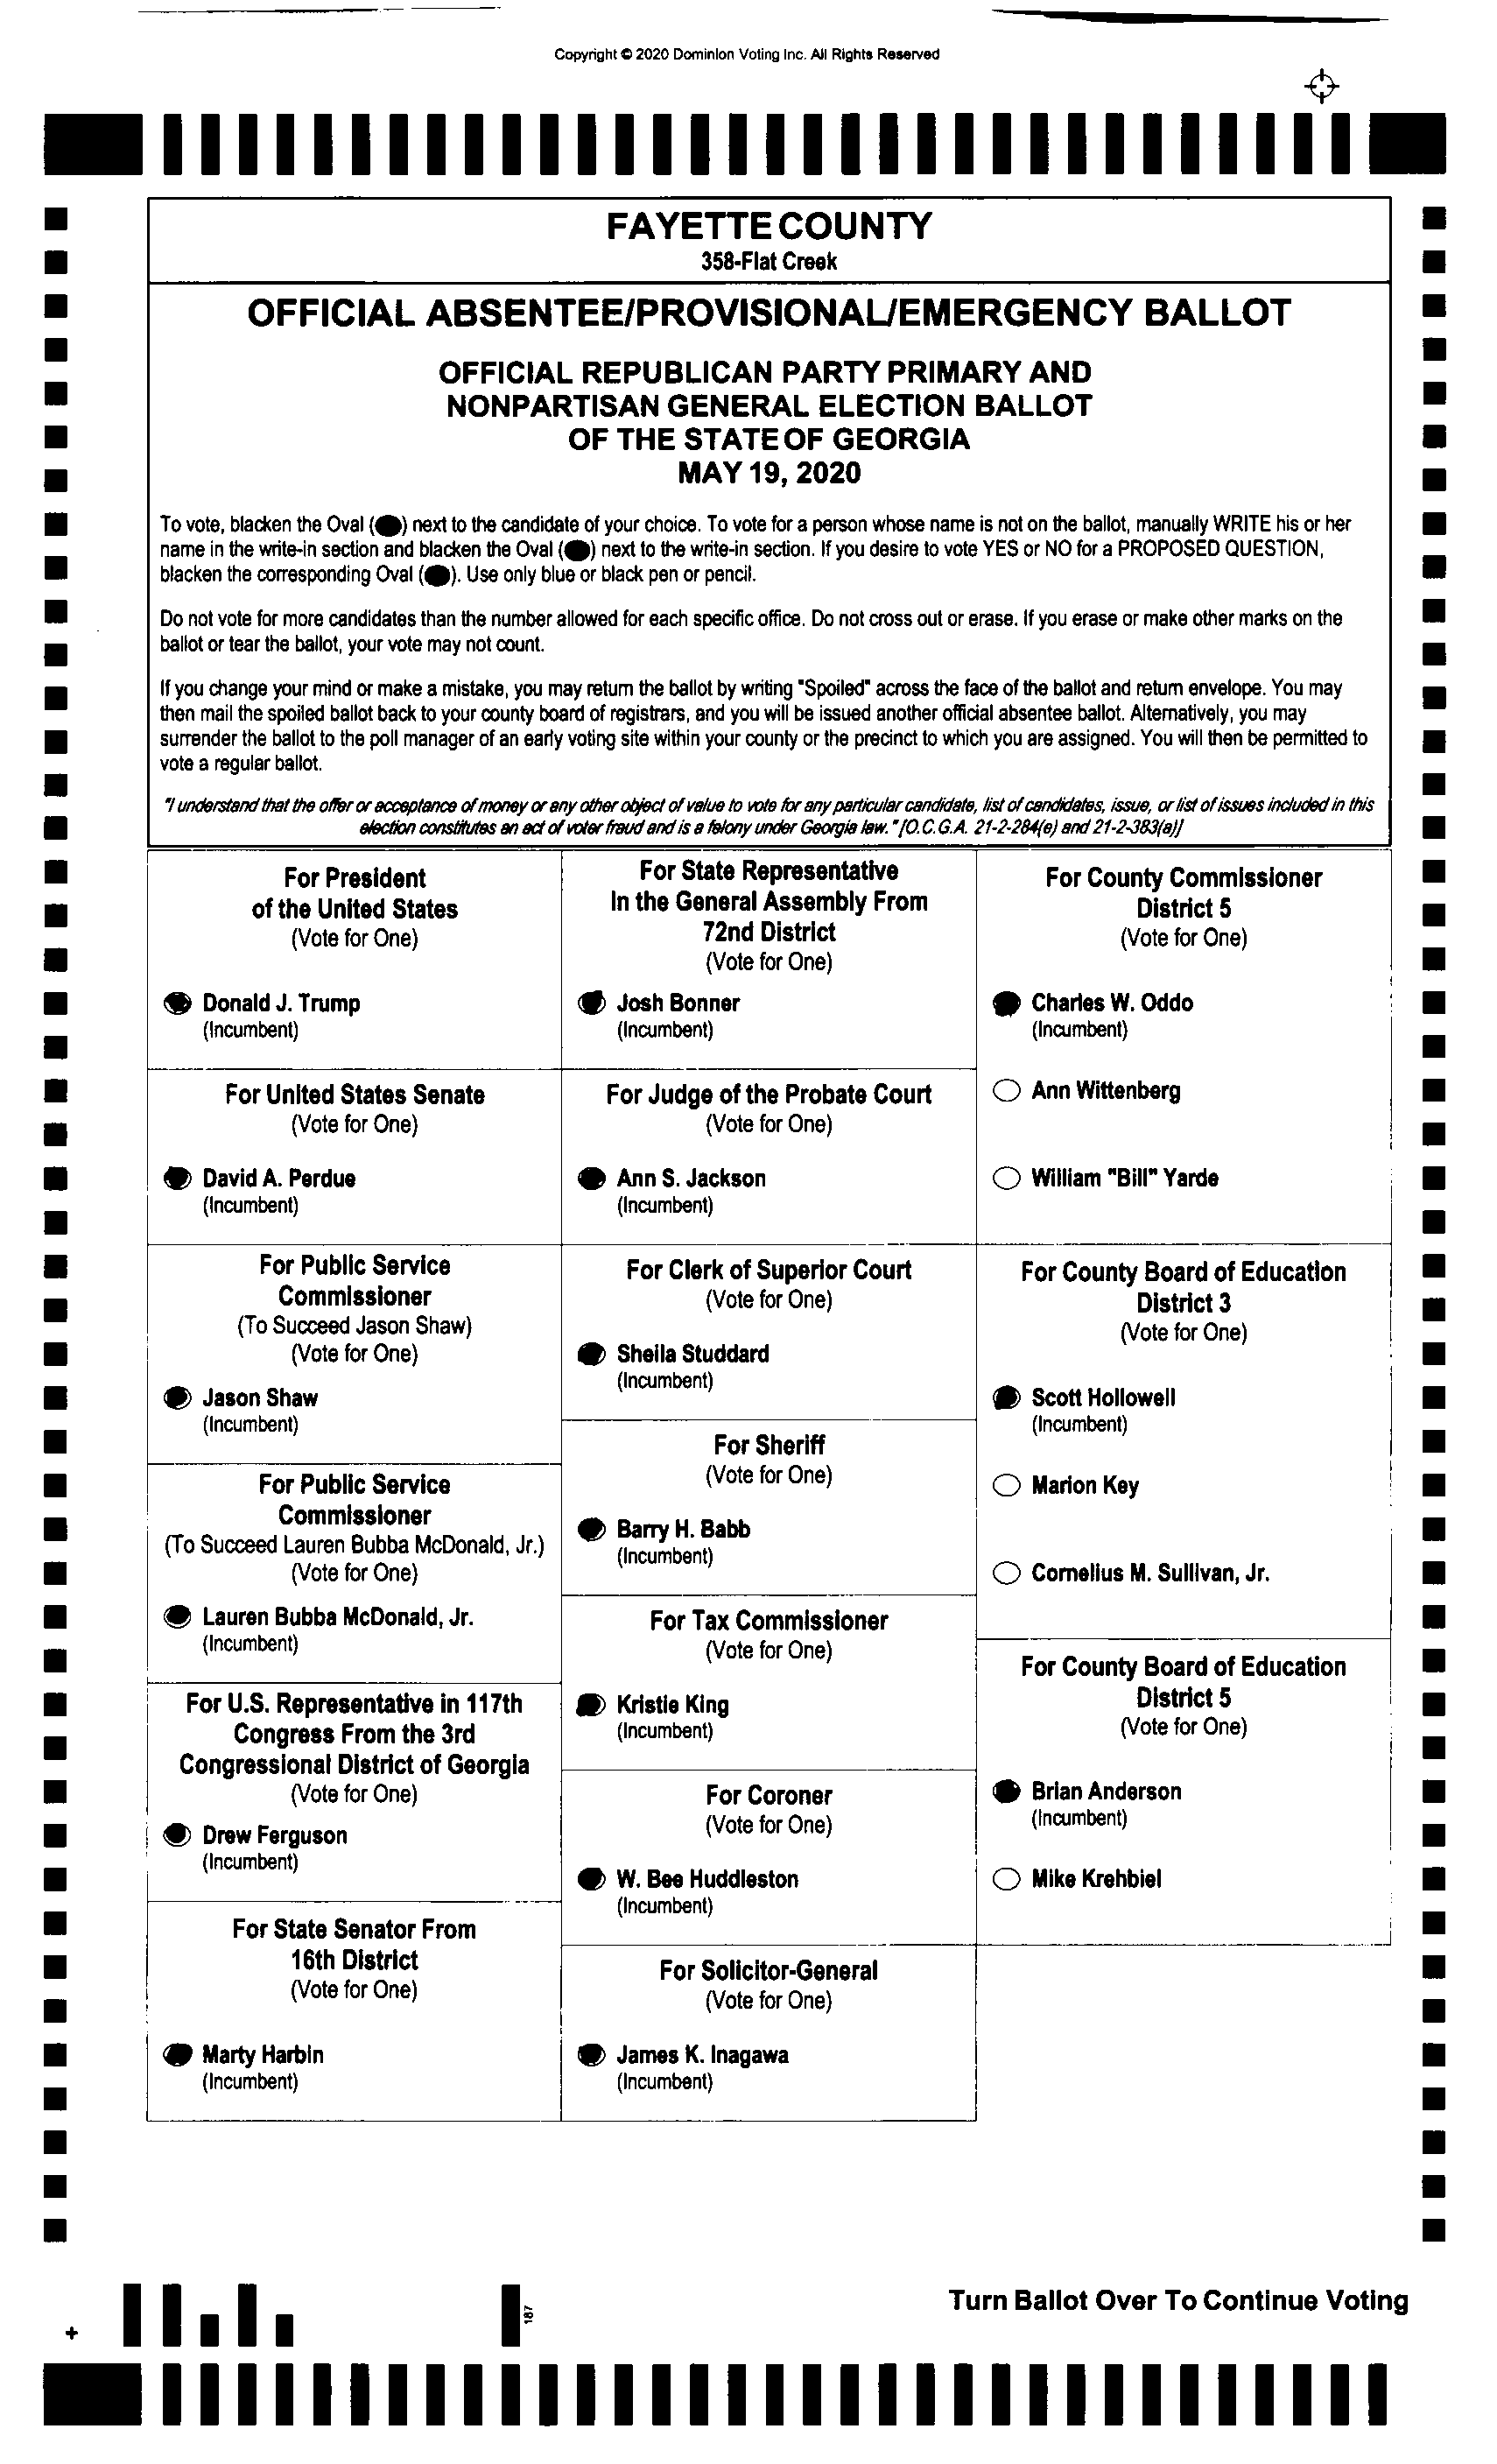 Copyright © 2020 Dominion Voting Inc. All Rights Reserved
FAYETTE COUNTY
358-Flat Creek
OFFICIAL ABSENTEE/PROVISIONAL/EMERGENCY BALLOT
OFFICIAL REPUBLICAN PARTY PRIMARY AND
NONPARTISAN GENERAL ELECTION BALLOT
OF THE STATE OF GEORGIA
MAY 19, 2020
To vote, blacken the Oval ( ) next to the candidate of your choice. To vote for a person whose name is not on the ballot, manually WRITE his or her
name in the write-in section and blacken the Oval ( ) next to the write-in section. If you desire to vote YES or NO for a PROPOSED QUESTION,
blacken the corresponding Oval ( ). Use only blue or black pen or pencil.
Do not vote for more candidates than the number allowed for each specific office. Do not cross out or erase. If you erase or make other marks on the
ballot or tear the ballot, your vote may not count.
If you change your mind or make a mistake, you may return the ballot by writing "Spoiled" across the face of the ballot and return envelope. You may
then mail the spoiled ballot back to your county board of registrars, and you will be issued another official absentee ballot. Alternatively, you may
surrender the ballot to the poll manager of an early voting site within your county or the precinct to which you are assigned. You will then be permitted to
vote a regular ballot.
"I understand that the offer or acceptance of money or any other object of value to vote for any particular candidate, list of candidates, issue, or list of issues included in this
election constitutes an act of voter fraud and is a felony under Georgia law." [O.C.G.A. 21-2-284(e) and 21-2-383(a)]
For President
of the United States
(Vote for One)
Donald J. Trump
(Incumbent)
For United States Senate
(Vote for One)
David A. Perdue
(Incumbent)
For Public Service
Commissioner
(To Succeed Jason Shaw)
(Vote for One)
Jason Shaw
(Incumbent)
For Public Service
Commissioner
(To Succeed Lauren Bubba McDonald, Jr.)
(Vote for One)
Lauren Bubba McDonald, Jr.
(Incumbent)
For U.S. Representative in 117th
Congress From the 3rd
Congressional District of Georgia
(Vote for One)
Drew Ferguson
(Incumbent)
For State Senator From
16th District
(Vote for One)
Marty Harbin
(Incumbent)
For State Representative
In the General Assembly From
72nd District
(Vote for One)
Josh Bonner
(Incumbent)
For Judge of the Probate Court
(Vote for One)
Ann S. Jackson
(Incumbent)
For Clerk of Superior Court
(Vote for One)
Sheila Studdard
(Incumbent)
For Sheriff
(Vote for One)
Barry H. Babb
(Incumbent)
For Tax Commissioner
(Vote for One)
Kristie King
(Incumbent)
For Coroner
(Vote for One)
W. Bee Huddleston
(Incumbent)
For Solicitor-General
(Vote for One)
James K. Inagawa
(Incumbent)
For County Commissioner
District 5
(Vote for One)
Charles W. Oddo
(Incumbent)
Ann Wittenberg
William "Bill" Yarde
For County Board of Education
District 3
(Vote for One)
Scott Hollowell
(Incumbent)
Marion Key
Cornelius M. Sullivan, Jr.
For County Board of Education
District 5
(Vote for One)
Brian Anderson
(Incumbent)
Mike Krehbiel
187
Turn Ballot Over To Continue Voting
+